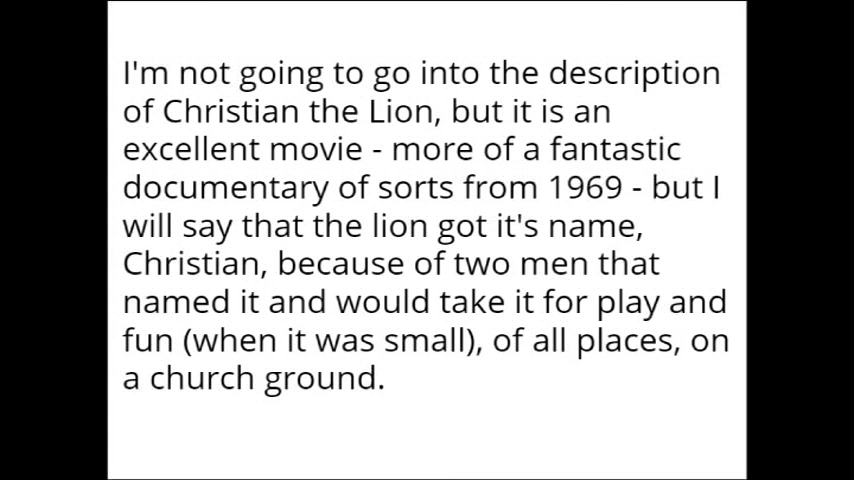 I'm not going to go into the description
of Christian the Lion, but it is an
excellent movie - more of a fantastic
documentary of sorts from 1969 - but I
will say that the lion got it's name,
Christian, because of two men that
named it and would take it for play and
fun (when it was small), of all places, on
a church ground.